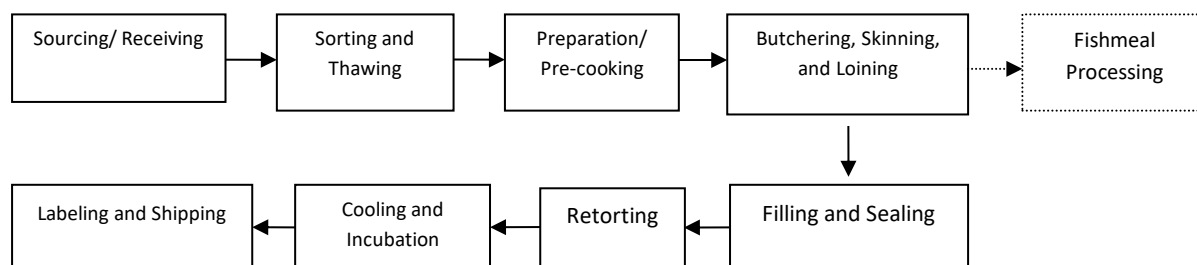 Sourcing/ Receiving
Sorting and
Thawing
Preparation/
Pre-cooking
Butchering, Skinning,
and Loining
Fishmeal
Processing
Labeling and Shipping
Cooling and
Incubation
Retorting
Filling and Sealing